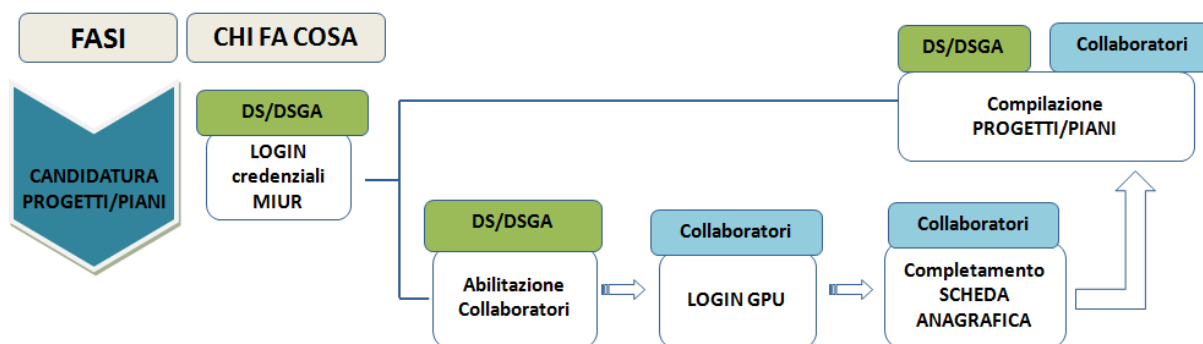 FASI
CHI FA COSA
CANDIDATURA
PROGETTI/PIANI
DS/DSGA
LOGIN
credenziali
MIUR
DS/DSGA
Collaboratori
Compilazione
PROGETTI/PIANI
DS/DSGA
Abilitazione
Collaboratori
Collaboratori
LOGIN GPU
Collaboratori
Completamento
SCHEDA
ANAGRAFICA